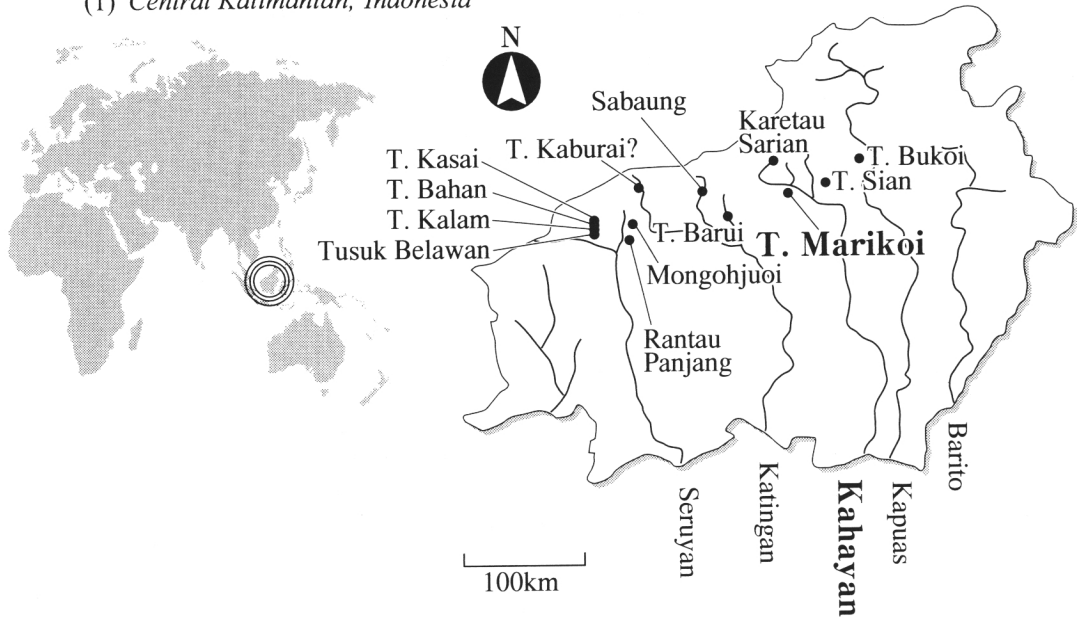 (1) Central Kalimantan, Indonesia
N
Sabaung
Karetau
Sarian
T. Kaburai?
T. Kasai
T. Bukoi
T. Bahan
T. Sian
T. Kalam
T. Barui
T. Marikoi
Tusuk Belawan
Mongohjuoi
Rantau
Panjang
Barito
Katingan
Kahayan
Kapuas
Seruyan
100km